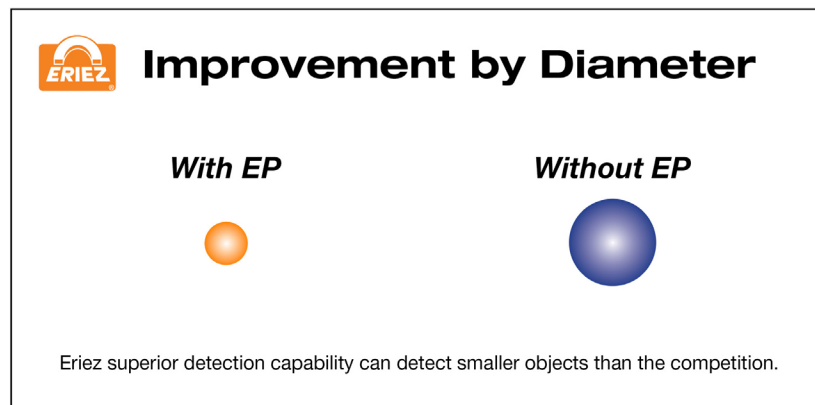 ERIEZ
®
Improvement by Diameter
With EP
Without EP
Eriez superior detection capability can detect smaller objects than the competition.